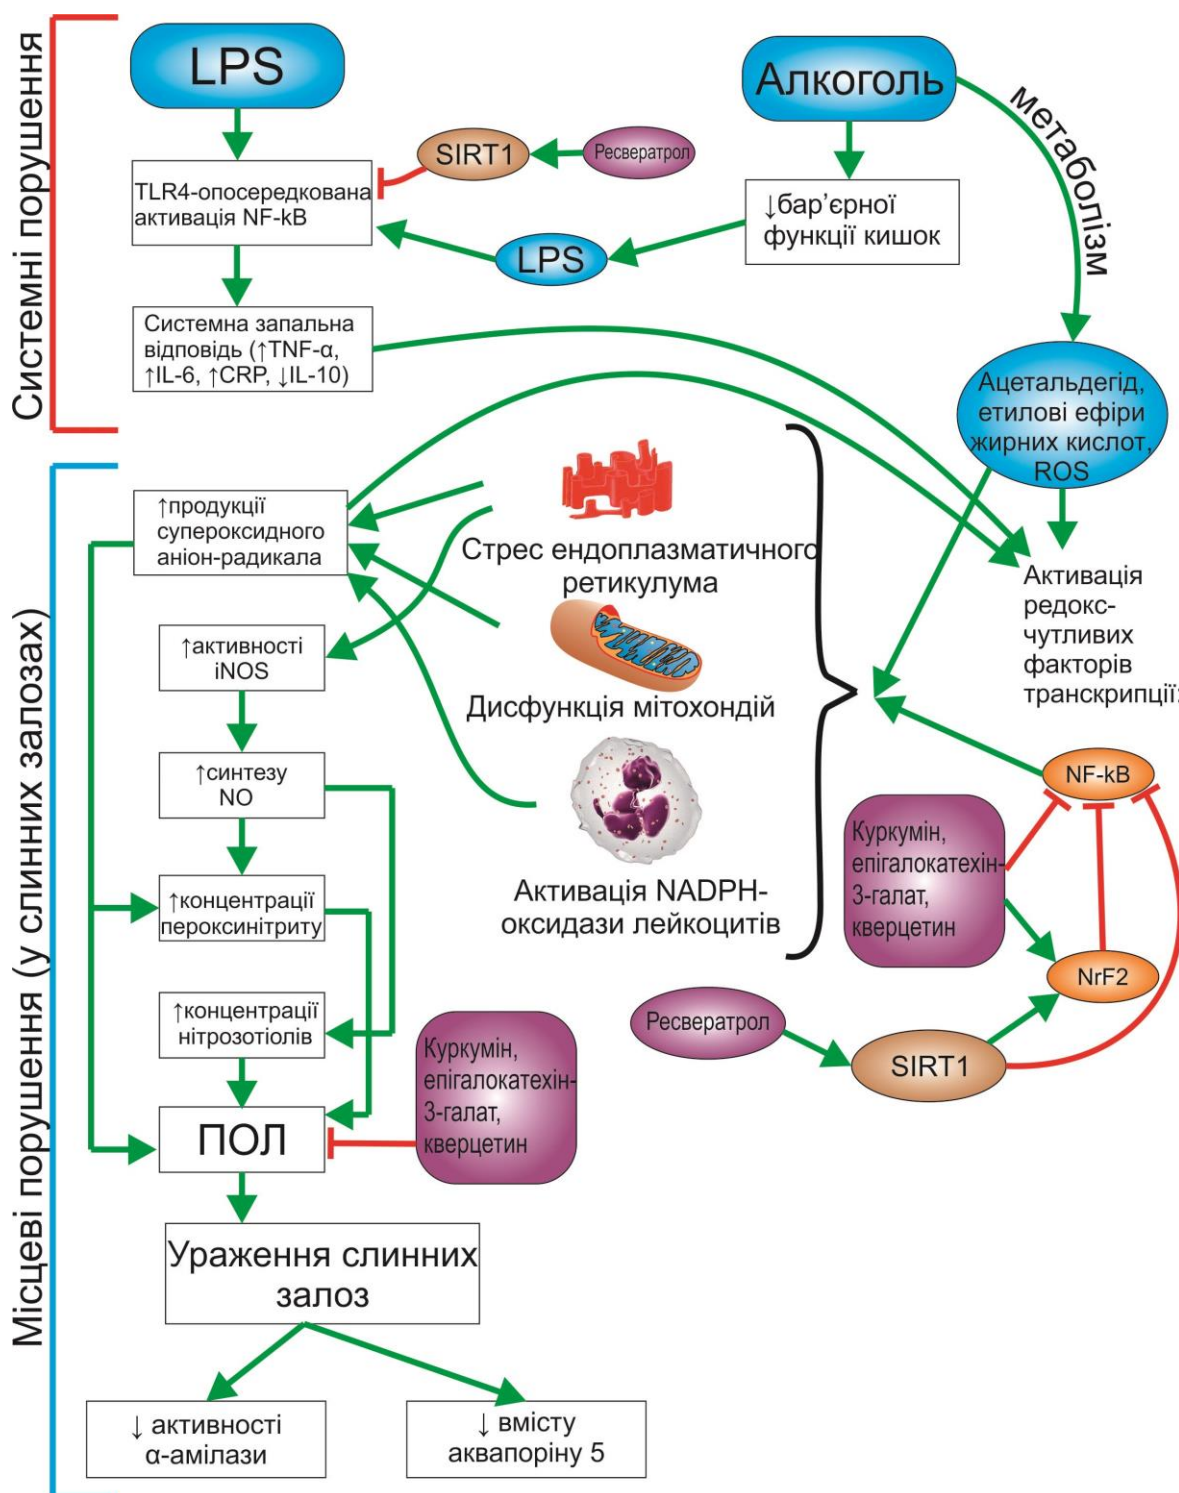 Системні порушення
LPS
Алкоголь
метаболізм
SIRT1
Ресвератрол
TLR4-опосередкована
активація NF-kB
↓бар’єрної
функції кишок
LPS
Системна запальна
відповідь (↑TNF-α,
↑IL-6, ↑CRP, ↓IL-10)
Ацетальдегід,
етилові ефіри
жирних кислот,
ROS
Місцеві порушення (у слинних залозах)
↑продукції
супероксидного
аніон-радикала
Стрес ендоплазматичного
ретикулума
Активація
редокс-
чутливих
факторів
транскрипції:
↑активності
iNOS
Дисфункція мітохондій
↑синтезу
NO
NF-kB
Куркумін,
епігалокатехін-
3-галат,
кверцетин
Активація NADPH-
оксидази лейкоцитів
↑концентрації
пероксинітриту
NrF2
↑концентрації
нітрозотіолів
Ресвератрол
SIRT1
Куркумін,
епігалокатехін-
3-галат,
кверцетин
ПОЛ
Ураження слинних
залоз
↓ активності
α-амілази
↓ вмісту
аквапоріну 5